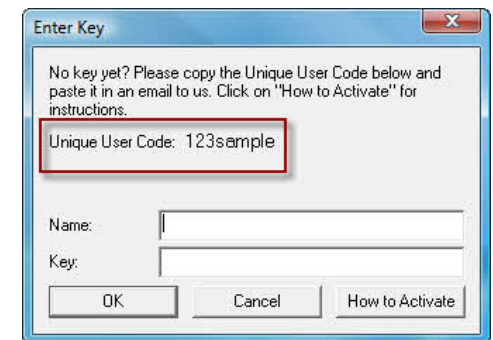 Enter Key
No key yet? Please copy the Unique User Code below and
paste it in an email to us. Click on "How to Activate" for
instructions.
Unique User Code: 123sample
Name:
Key:
OK Cancel How to Activate